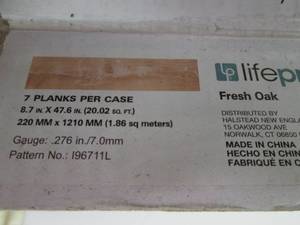 7 PLANKS PER CASE
8.7 IN. X 47.6 IN. (20.02 SQ. FT.)
220 MM x 1210 MM (1.86 sq meters)
Gauge: .276 in./7.0mm
Pattern No.: I96711L
lifepr
Fresh Oak
DISTRIBUTED BY
HALSTEAD NEW ENGLA
15 OAKWOOD AVE
NORWALK, CT 06850
MADE IN CHINA
HECHO EN CHIN
FABRIQUÉ EN C